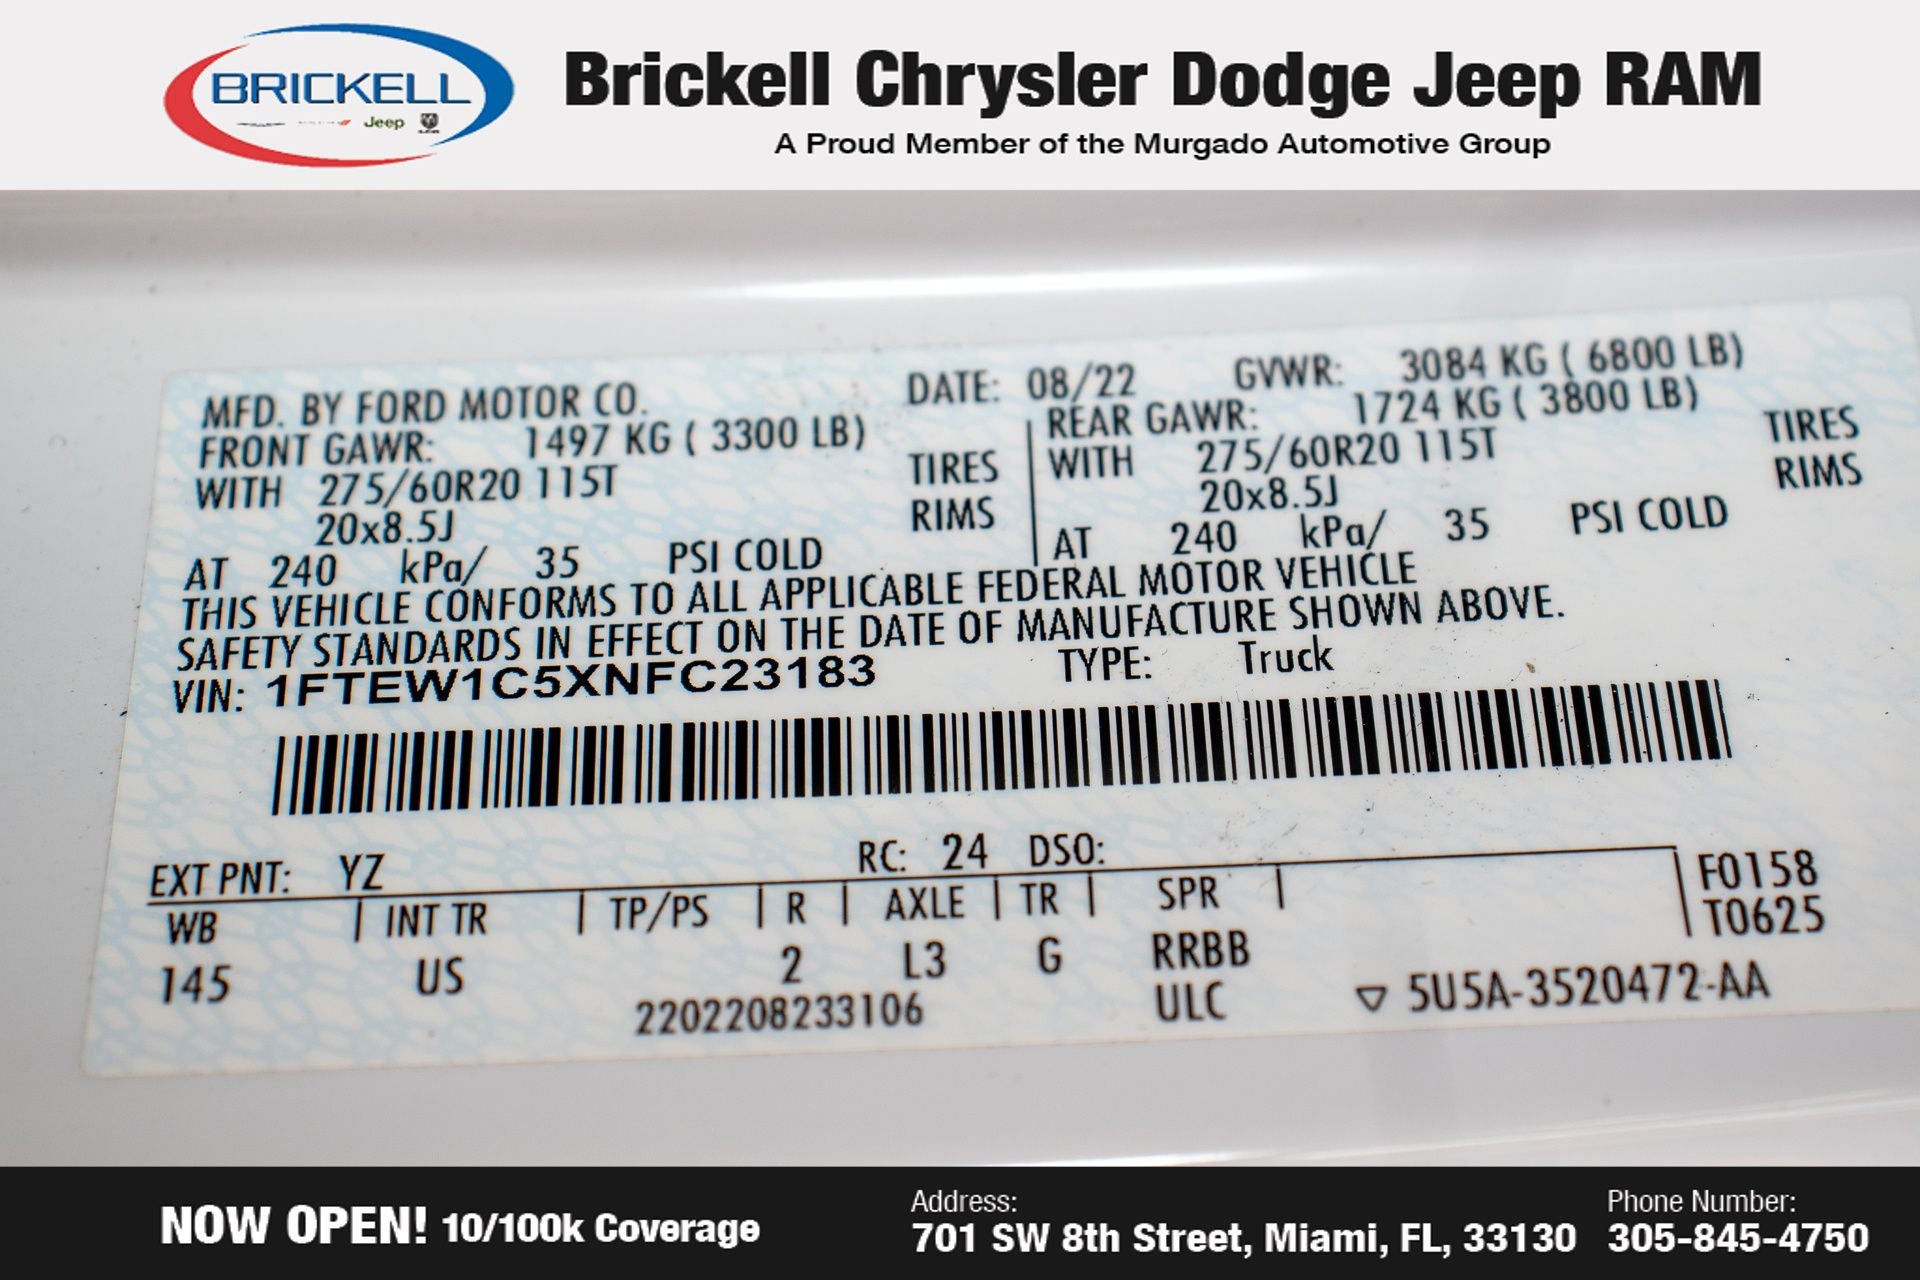 BRICKELL
Jeep
RAM
Brickell Chrysler Dodge Jeep RAM
A Proud Member of the Murgado Automotive Group
MFD. BY FORD MOTOR CO. DATE: 08/22 GVWR: 3084 KG ( 6800 LB)
FRONT GAWR: 1497 KG ( 3300 LB) REAR GAWR: 1724 KG ( 3800 LB)
WITH 275/60R20 115T TIRES WITH 275/60R20 115T TIRES
20x8.5J RIMS 20x8.5J RIMS
AT 240 kPa/ 35 PSI COLD AT 240 kPa/ 35 PSI COLD
THIS VEHICLE CONFORMS TO ALL APPLICABLE FEDERAL MOTOR VEHICLE
SAFETY STANDARDS IN EFFECT ON THE DATE OF MANUFACTURE SHOWN ABOVE.
VIN: 1FTEW1C5XNFC23183 TYPE: Truck
EXT PNT: YZ RC: 24 DSO:
WB | INT TR | TP/PS | R | AXLE | TR | SPR | F0158
T0625
145 US 2 L3 G RRBB
2202208233106 ULC ▽ 5U5A-3520472-AA
NOW OPEN! 10/100k Coverage
Address:
701 SW 8th Street, Miami, FL, 33130
Phone Number:
305-845-4750